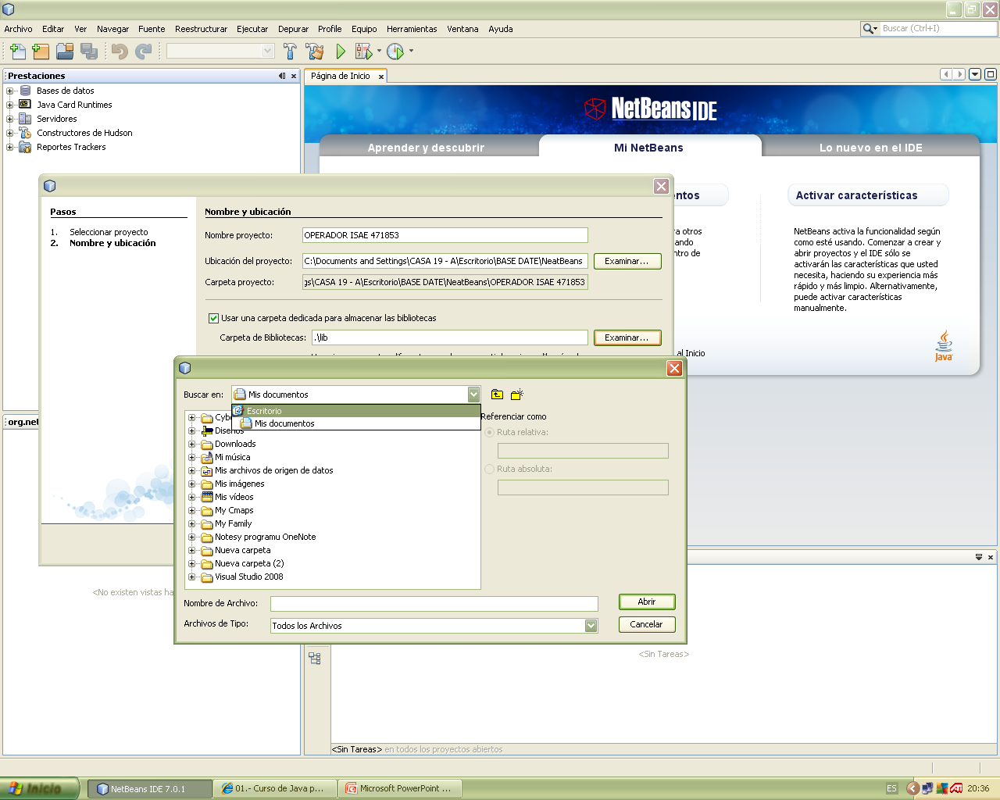 Archivo Editar Ver Navegar Fuente Reestructurar Ejecutar Depurar Profile Equipo Herramientas Ventana Ayuda
Buscar (Ctrl+I)
Prestaciones
Bases de datos
Java Card Runtimes
Servidores
Constructores de Hudson
Reportes Trackers
Página de Inicio
NetBeans IDE
Aprender y descubrir
Mi NetBeans
Lo nuevo en el IDE
Activar características
NetBeans activa la funcionalidad según
como esté usando. Comenzar a crear y
abrir proyectos y el IDE sólo se
activarán las características que usted
necesita, haciendo su experiencia más
rápido y más limpio. Alternativamente,
puede activar características
manualmente.
al Inicio
Java
Pasos
1. Seleccionar proyecto
2. Nombre y ubicación
Nombre y ubicación
Nombre proyecto: OPERADOR ISAE 471853
Ubicación del proyecto: C:\Documents and Settings\CASA 19 - A\Escritorio\BASE DATE\NeatBeans Examinar...
Carpeta proyecto: gs\CASA 19 - A\Escritorio\BASE DATE\NeatBeans\OPERADOR ISAE 471853
Usar una carpeta dedicada para almacenar las bibliotecas
Carpeta de Bibliotecas: .\lib Examinar...
org.net
Buscar en: Mis documentos
Escritorio
Mis documentos
Cyb
Diseños
Downloads
Mi música
Mis archivos de origen de datos
Mis imágenes
Mis vídeos
My Cmaps
My Family
Notesy programu OneNote
Nueva carpeta
Nueva carpeta (2)
Visual Studio 2008
Referenciar como
Ruta relativa:
Ruta absoluta:
Nombre de Archivo:
Abrir
Archivos de Tipo: Todos los Archivos
Cancelar
<No existen vistas ha
<Sin Tareas>
<Sin Tareas> en todos los proyectos abiertos
Inicio
NetBeans IDE 7.0.1
01.- Curso de Java p...
Microsoft PowerPoint ...
ES
20:36